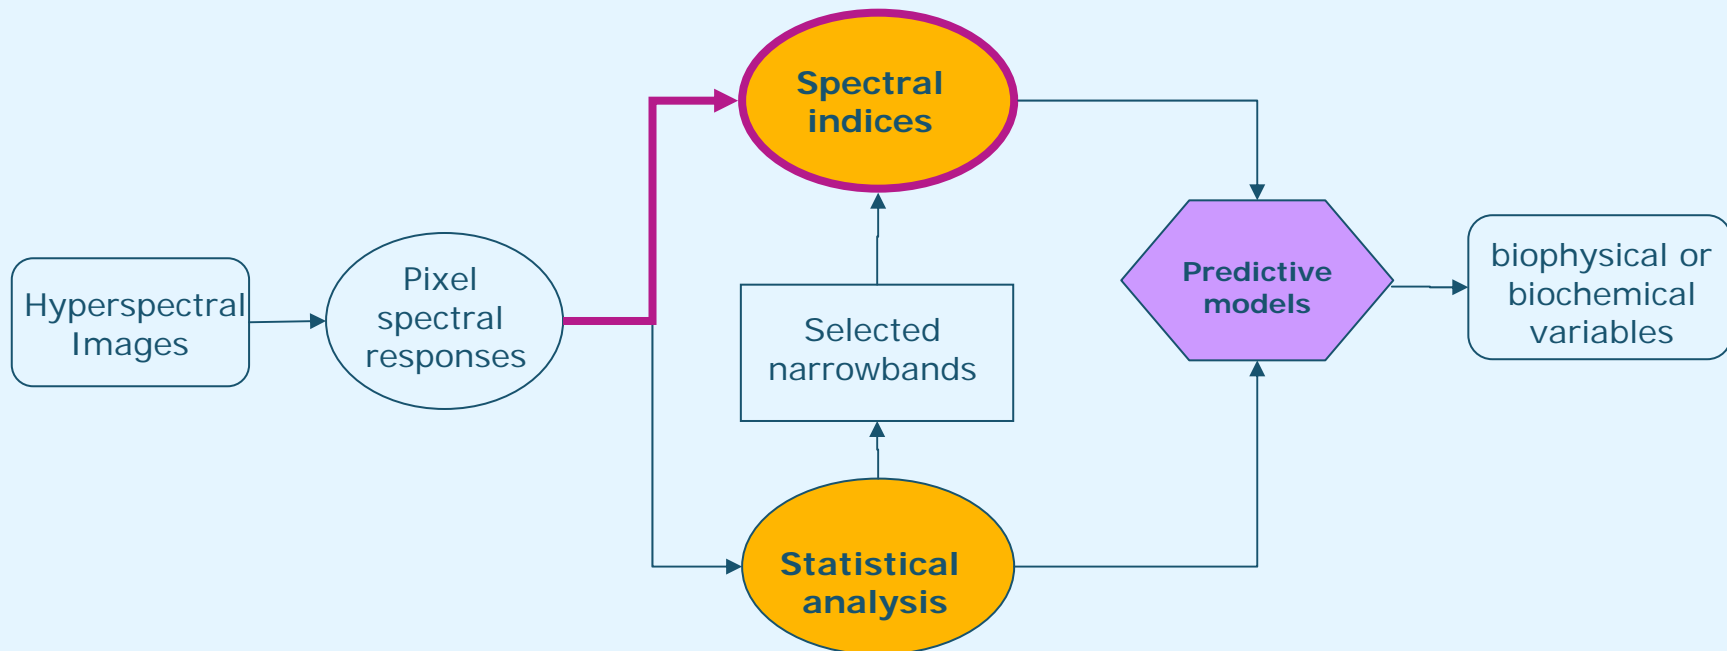 Hyperspectral
Images
Pixel
spectral
responses
Spectral
indices
Selected
narrowbands
Statistical
analysis
Predictive
models
biophysical or
biochemical
variables